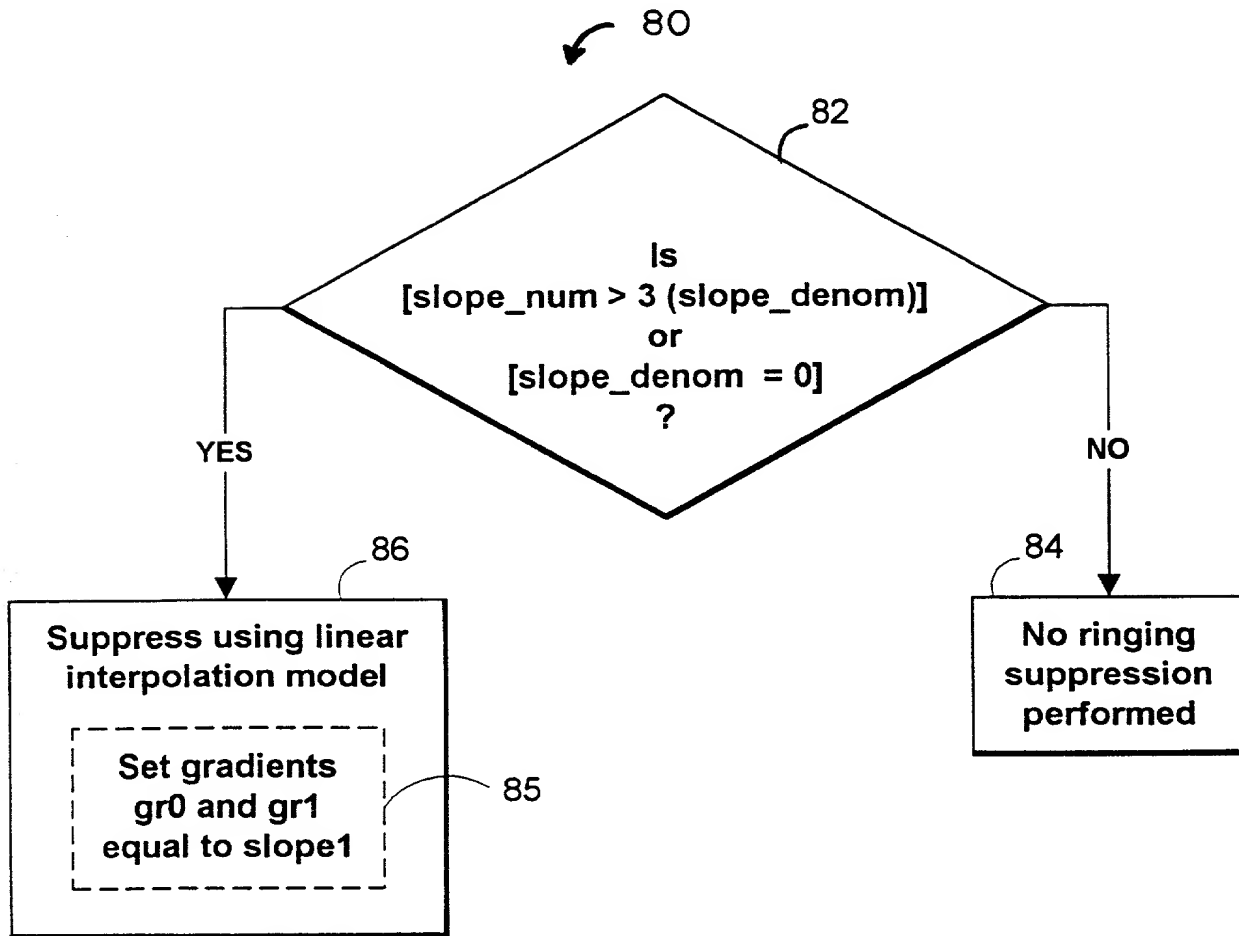 80
82
Is
[slope_num > 3 (slope_denom)]
or
[slope_denom = 0]
?
YES
NO
86
Suppress using linear
interpolation model
Set gradients
gr0 and gr1
equal to slope1
85
84
No ringing
suppression
performed